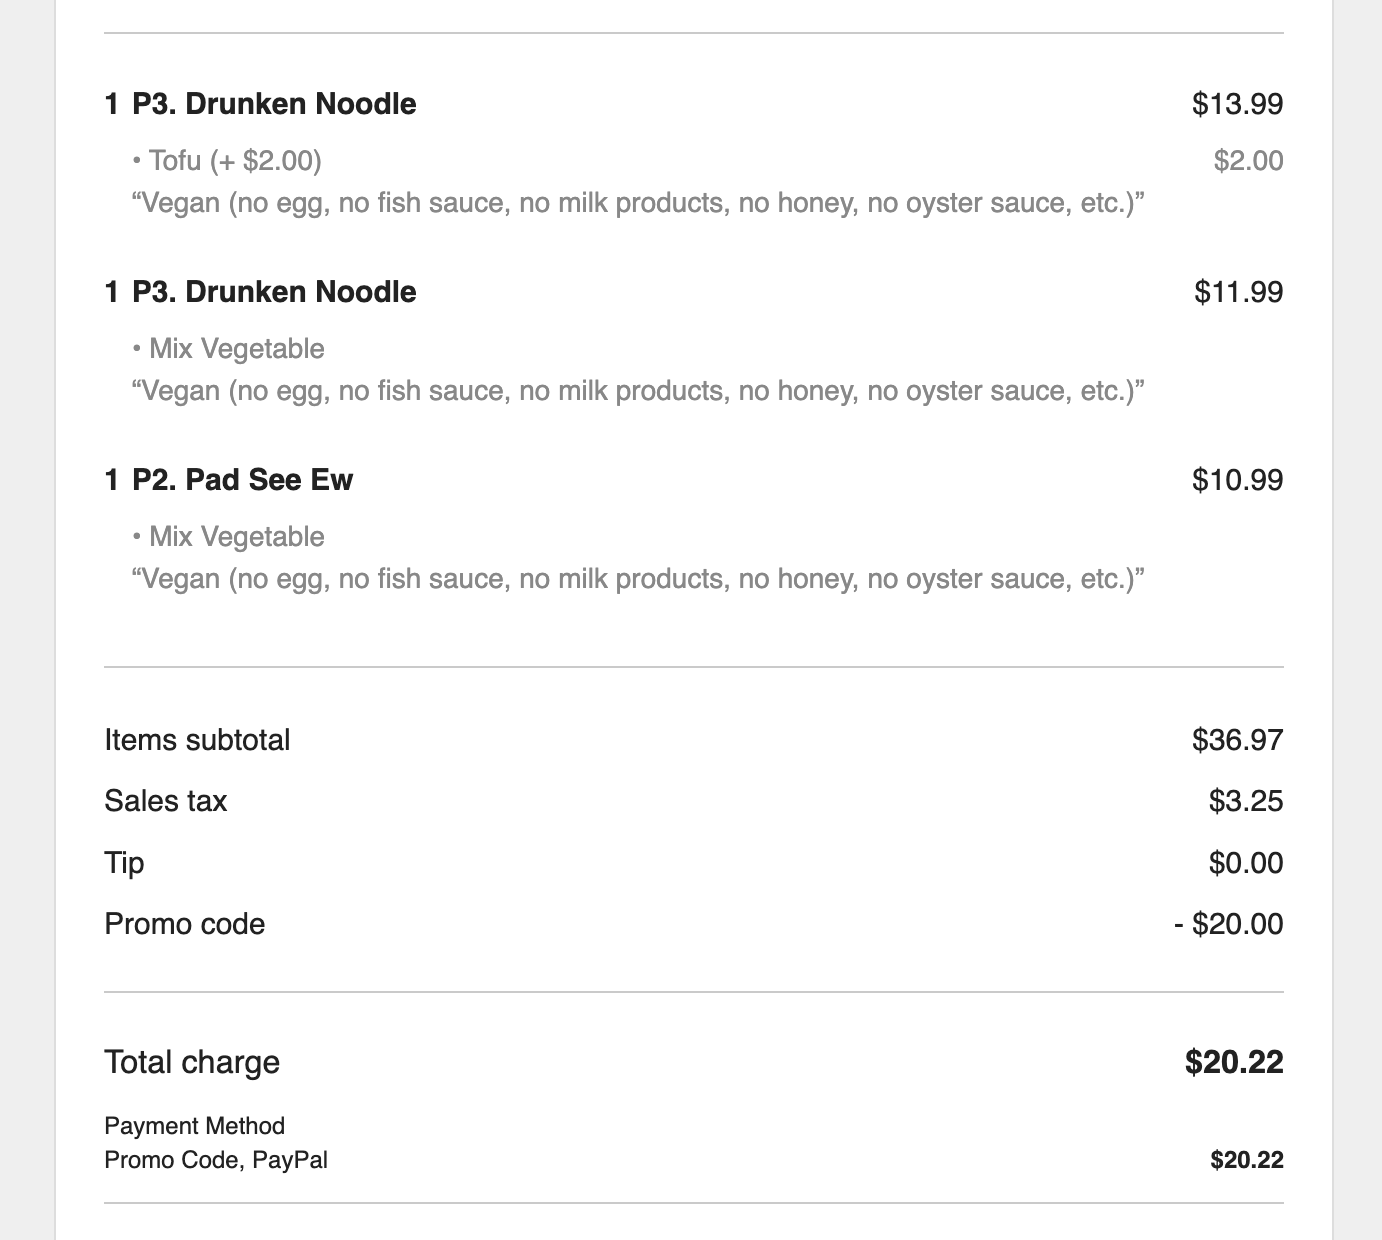 1 P3. Drunken Noodle $13.99
• Tofu (+ $2.00) $2.00
“Vegan (no egg, no fish sauce, no milk products, no honey, no oyster sauce, etc.)”
1 P3. Drunken Noodle $11.99
• Mix Vegetable
“Vegan (no egg, no fish sauce, no milk products, no honey, no oyster sauce, etc.)”
1 P2. Pad See Ew $10.99
• Mix Vegetable
“Vegan (no egg, no fish sauce, no milk products, no honey, no oyster sauce, etc.)”
Items subtotal $36.97
Sales tax $3.25
Tip $0.00
Promo code - $20.00
Total charge $20.22
Payment Method
Promo Code, PayPal $20.22